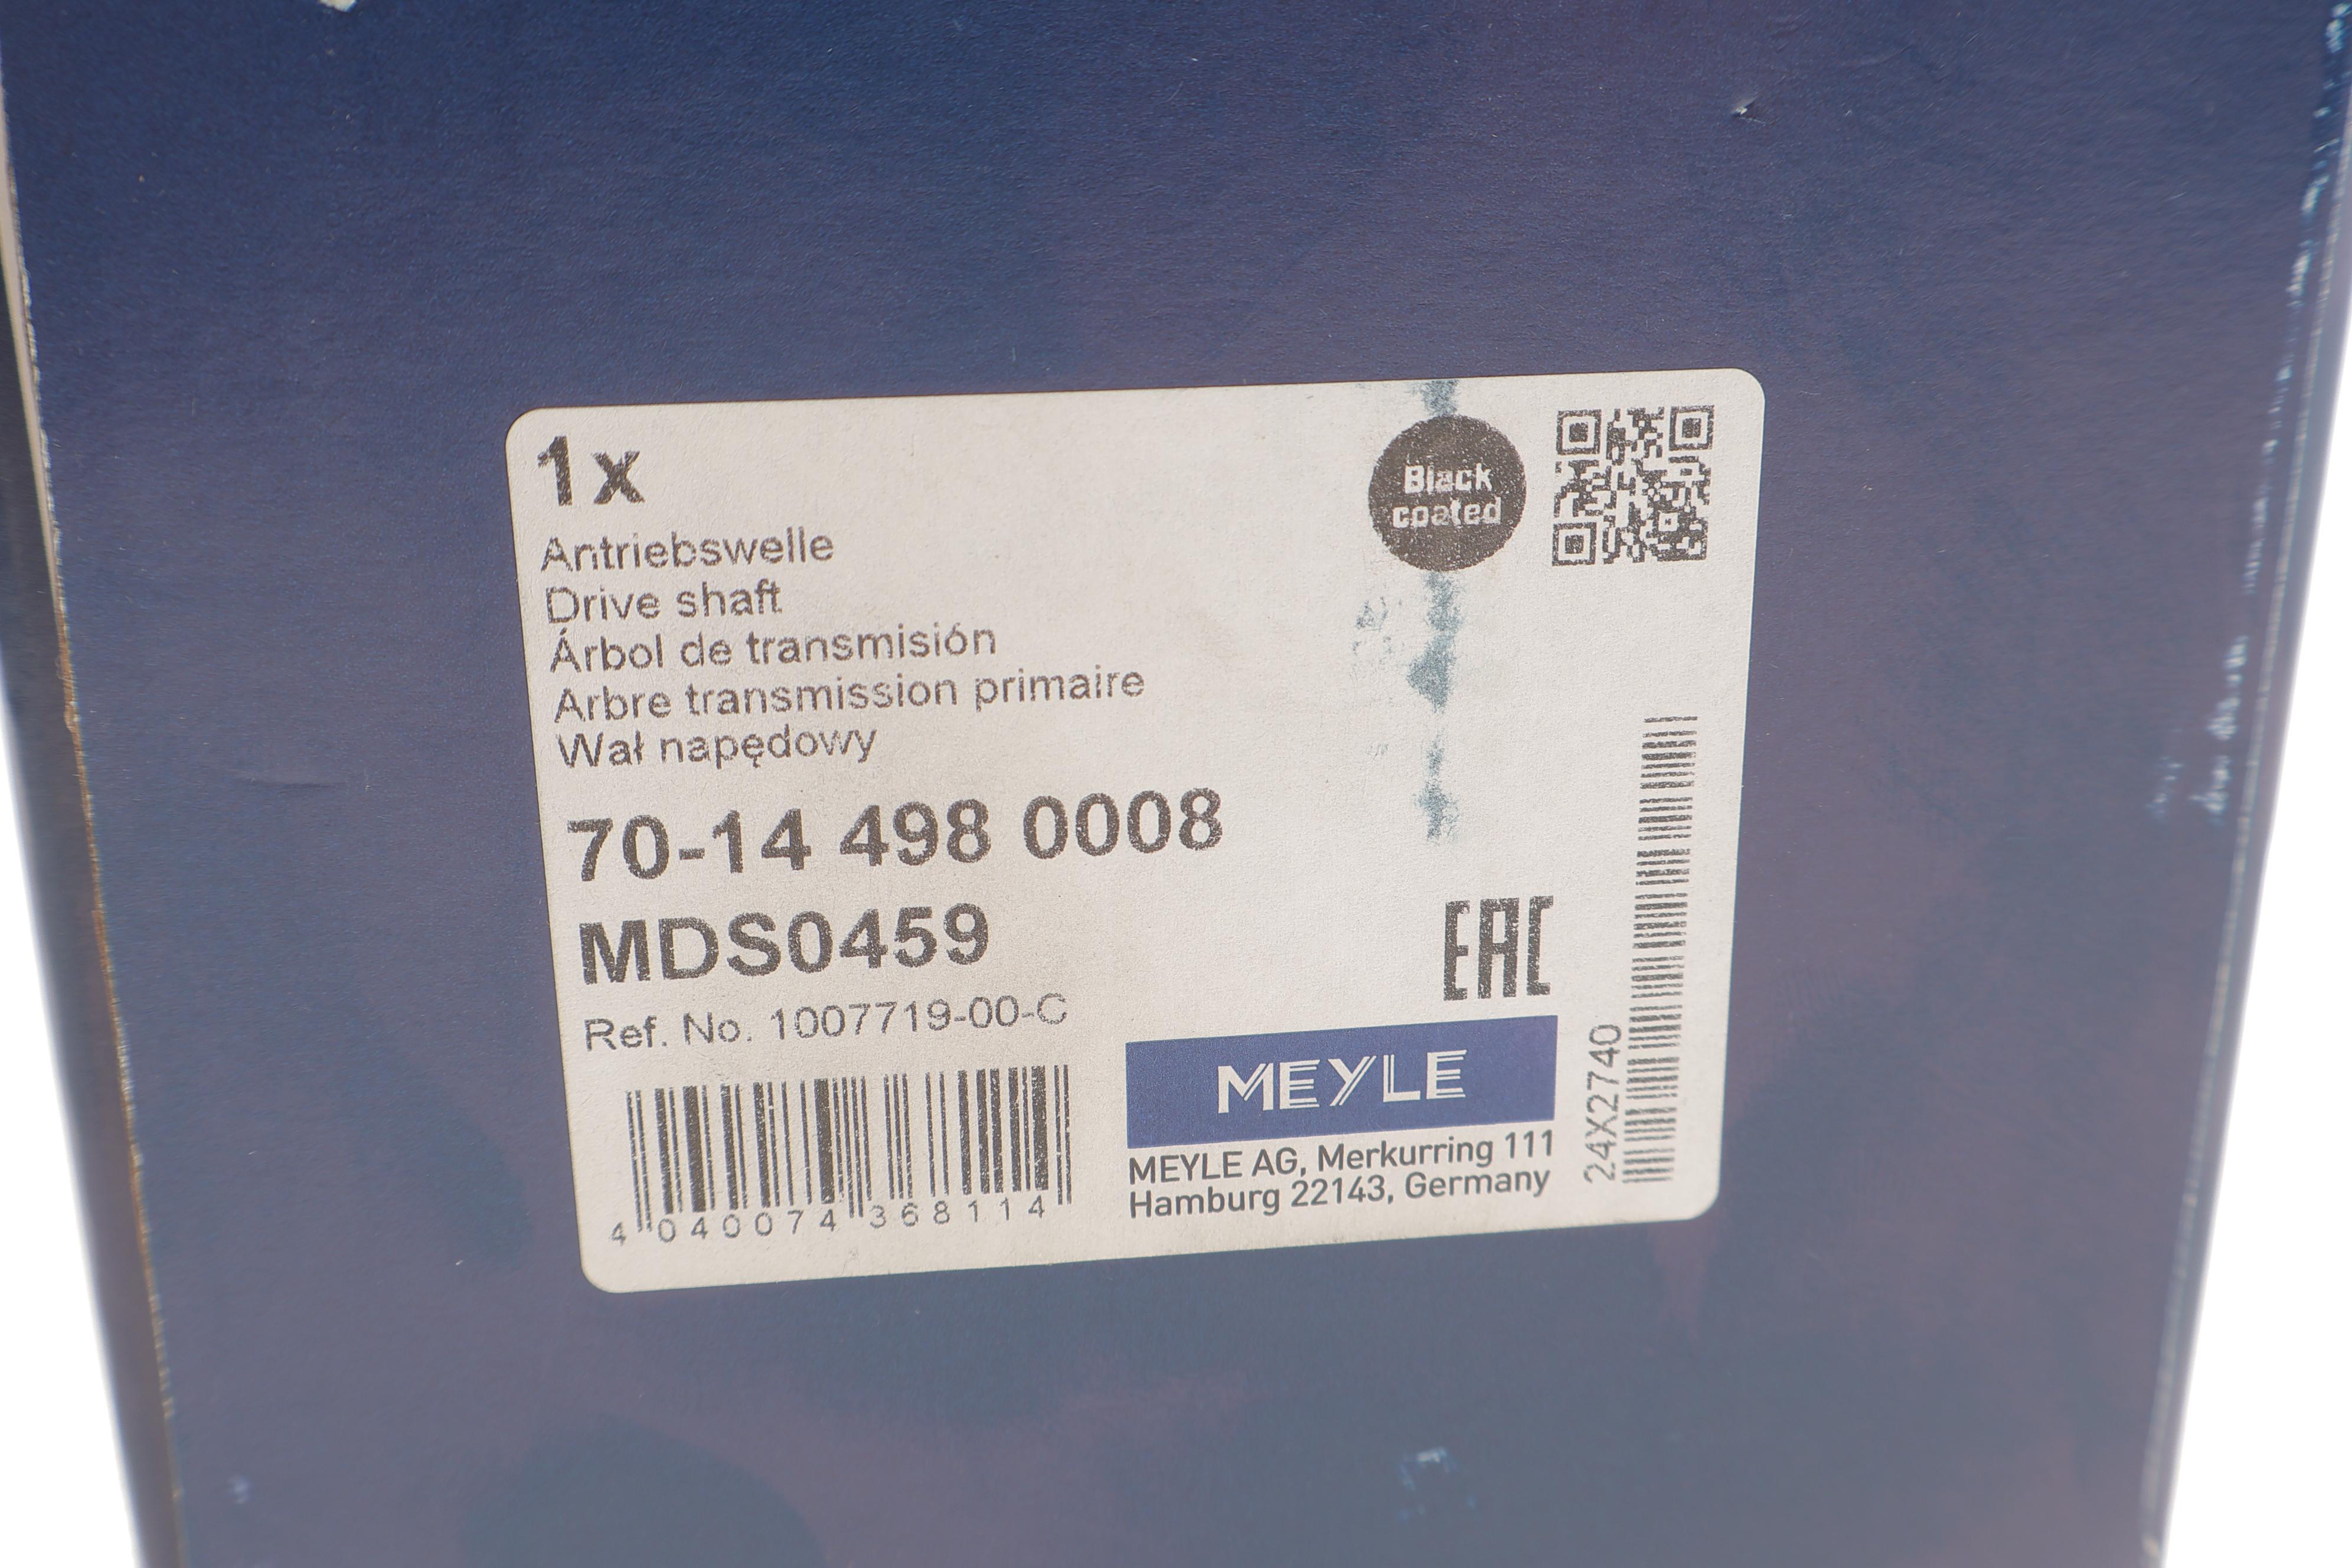 1x
Black
coated
Antriebswelle
Drive shaft
Árbol de transmisión
Arbre transmission primaire
Wał napędowy
70-14 498 0008
MDS0459
Ref. No. 1007719-00-C
4 040074 368114
EAC
MEYLE
MEYLE AG, Merkurring 111
Hamburg 22143, Germany
24X2740